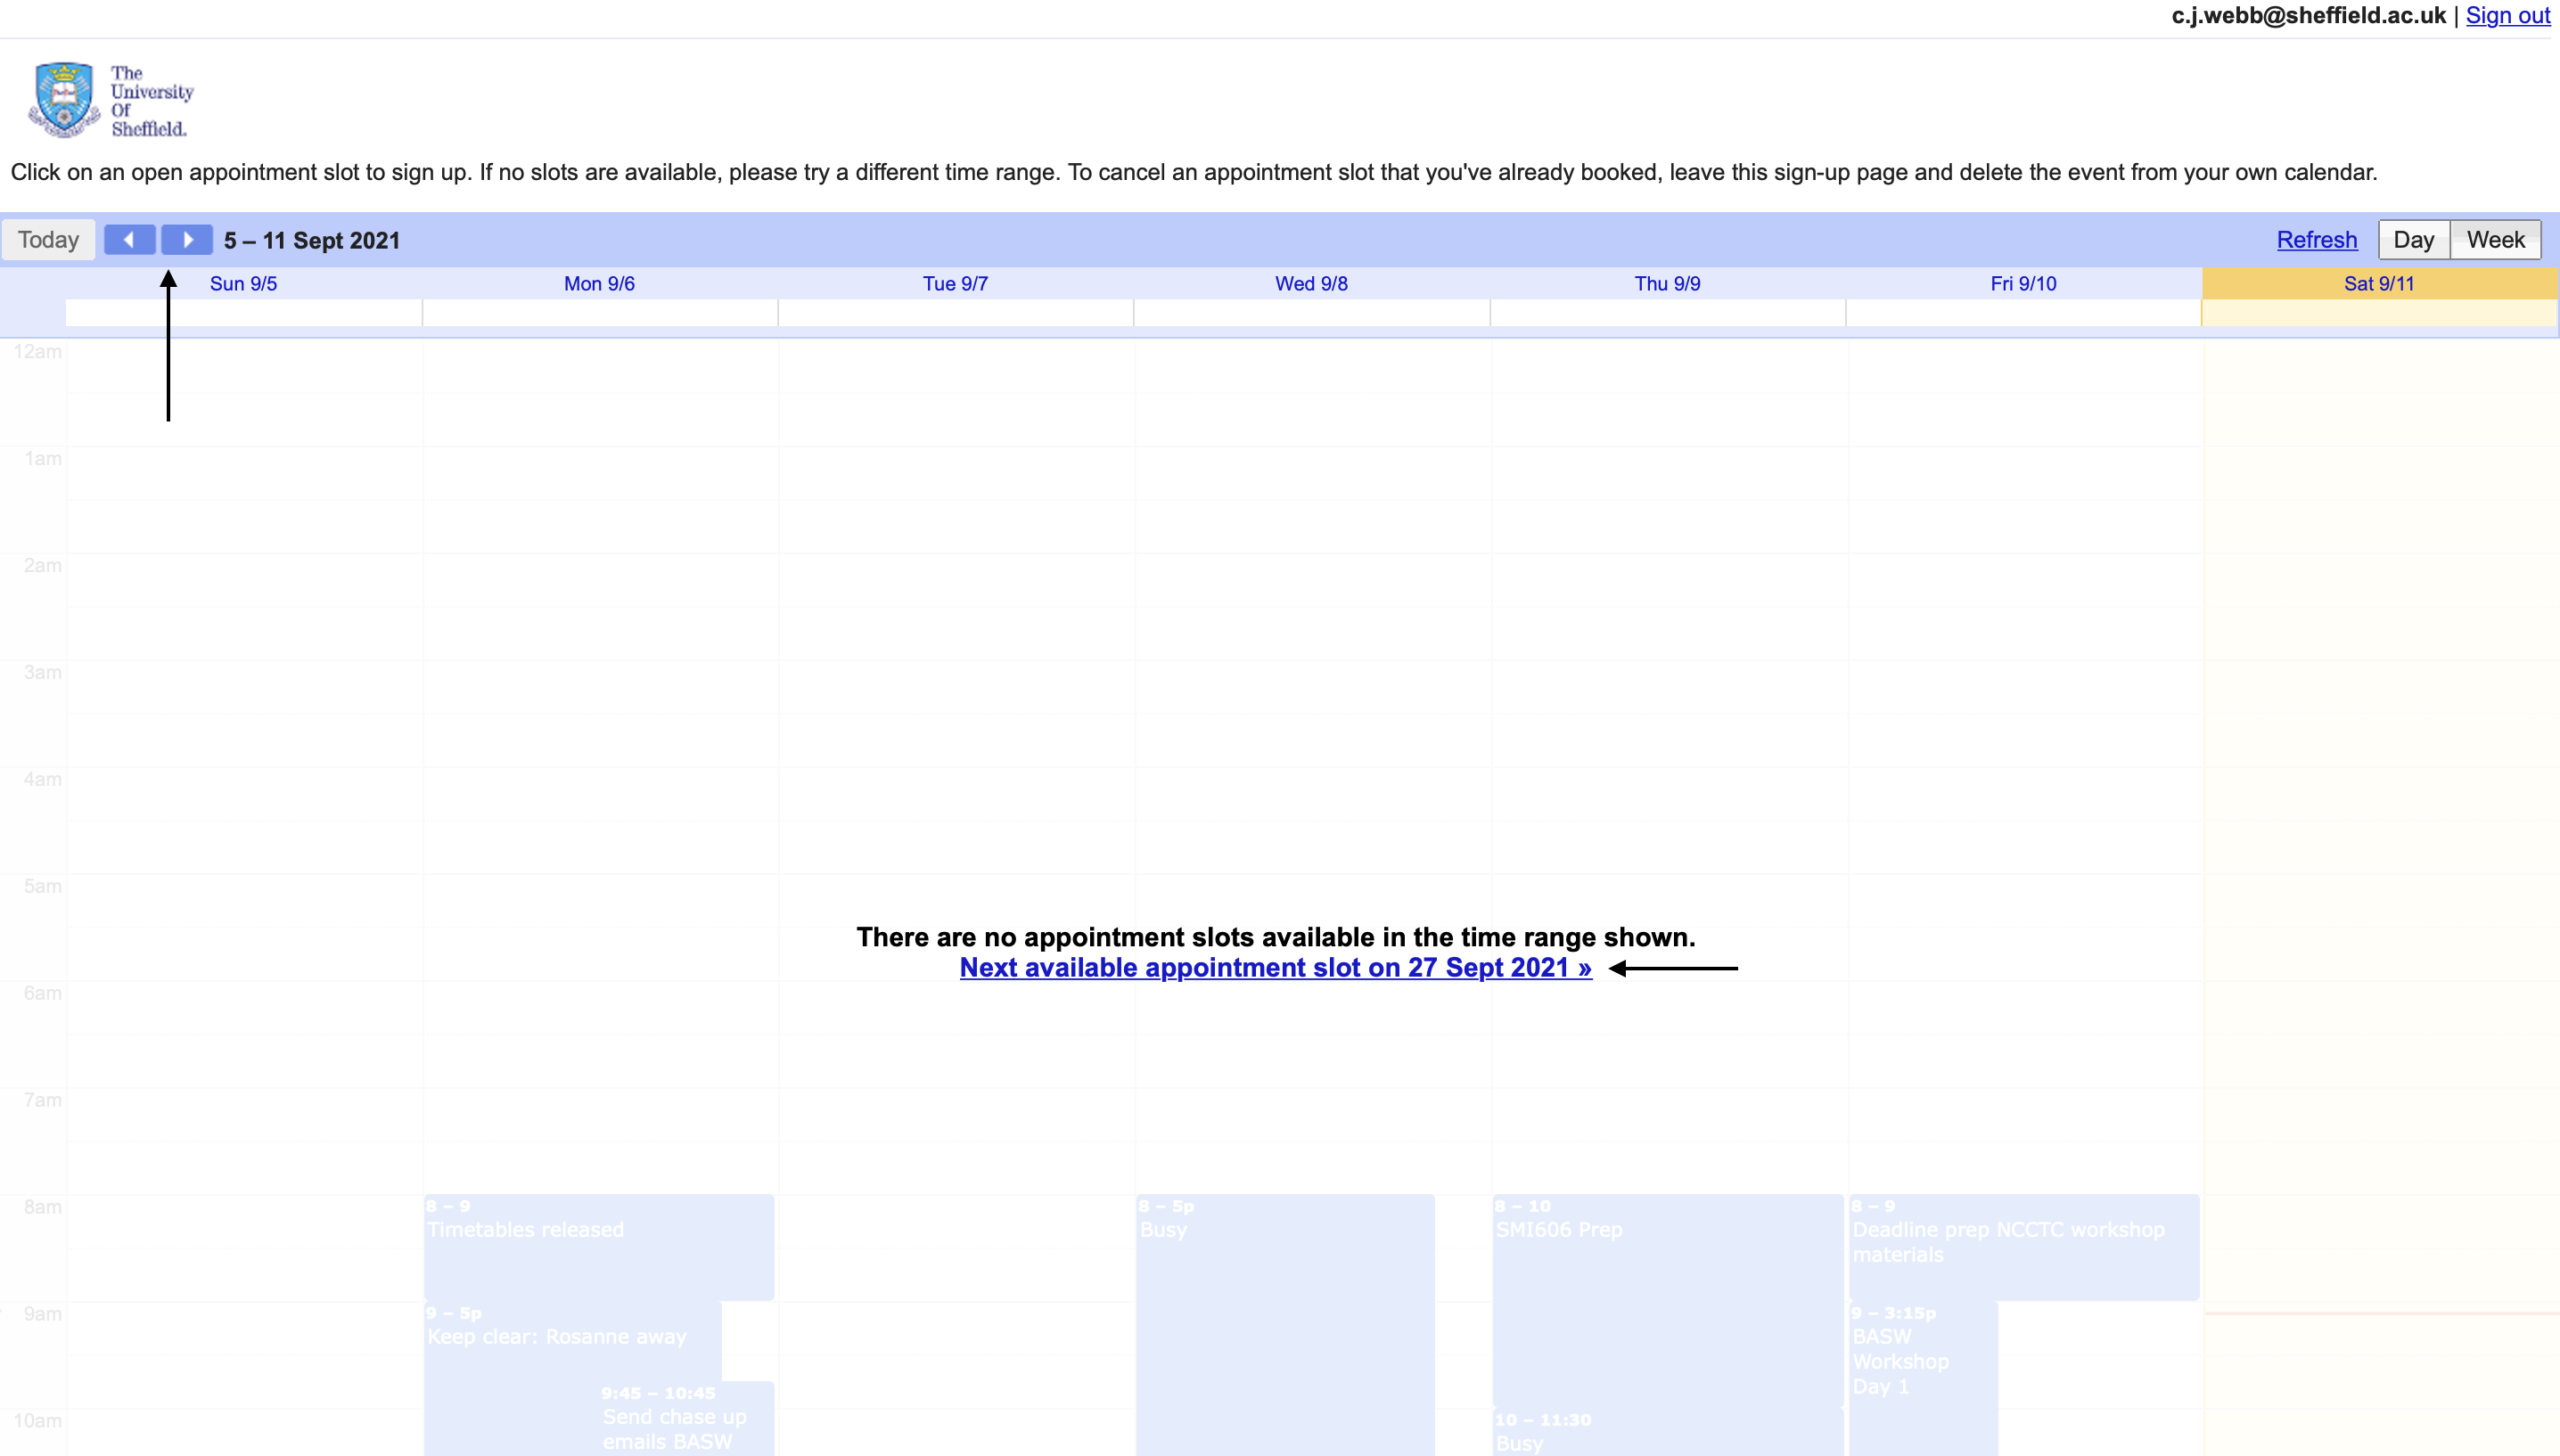 c.j.webb@sheffield.ac.uk | Sign out
The
University
Of
Sheffield.
Click on an open appointment slot to sign up. If no slots are available, please try a different time range. To cancel an appointment slot that you've already booked, leave this sign-up page and delete the event from your own calendar.
Today 5 – 11 Sept 2021 Refresh Day Week
Sun 9/5 Mon 9/6 Tue 9/7 Wed 9/8 Thu 9/9 Fri 9/10 Sat 9/11
12am
1am
2am
3am
4am
5am
There are no appointment slots available in the time range shown.
Next available appointment slot on 27 Sept 2021 »
6am
7am
8am
8 – 9
Timetables released
8 – 5p
Busy
8 – 10
SMI606 Prep
8 – 9
Deadline prep NCCTC workshop
materials
9am
9 – 5p
Keep clear: Rosanne away
9 – 3:15p
BASW
Workshop
Day 1
9:45 – 10:45
Send chase up
emails BASW
10am
10 – 11:30
Busy